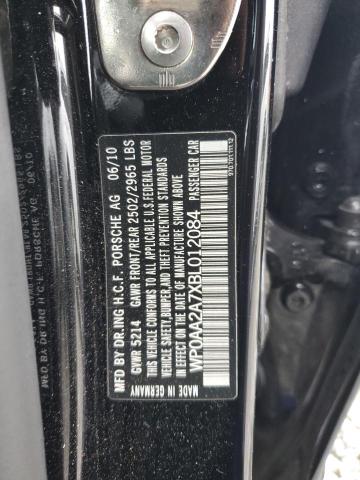 MFD BY DR.ING H.C.F. PORSCHE AG 06/10
GVWR 5214 GAWR FRONT/REAR 2502/2965 LBS
THIS VEHICLE CONFORMS TO ALL APPLICABLE U.S.FEDERAL MOTOR
VEHICLE SAFETY,BUMPER,AND THEFT PREVENTION STANDARDS
IN EFFECT ON THE DATE OF MANUFACTURE SHOWN ABOVE
WP0AA2A7XBL012084 PASSENGER CAR
MADE IN GERMANY